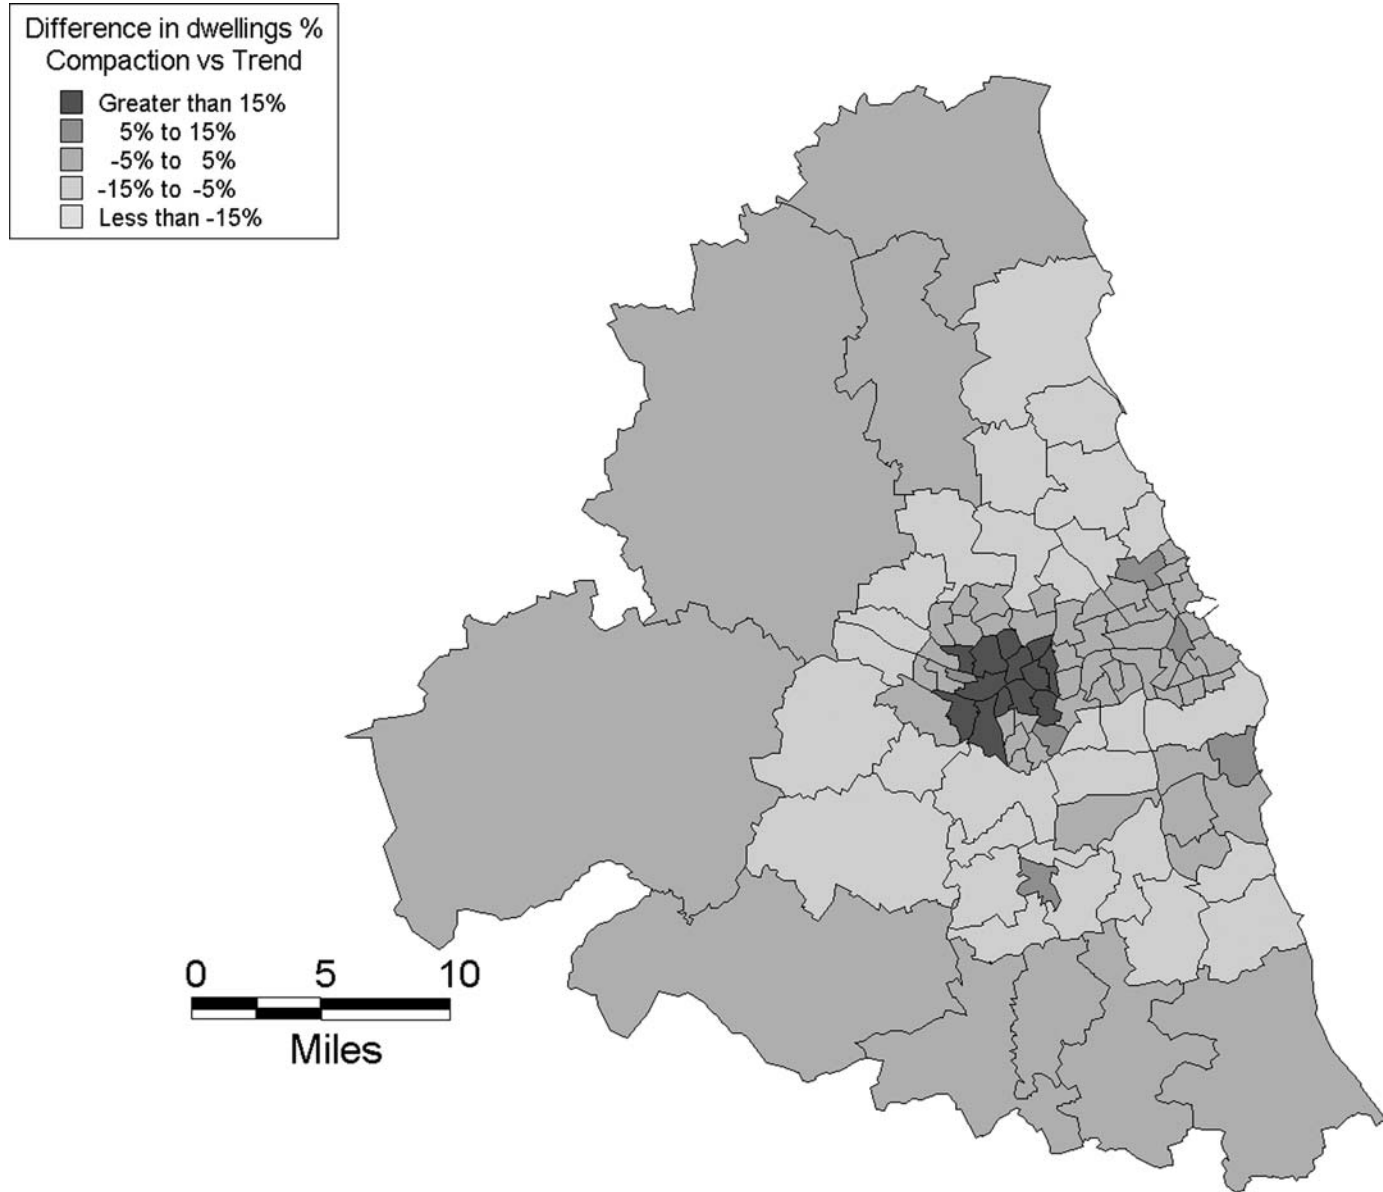 Difference in dwellings %
Compaction vs Trend
Greater than 15%
5% to 15%
-5% to 5%
-15% to -5%
Less than -15%
0 5 10
Miles